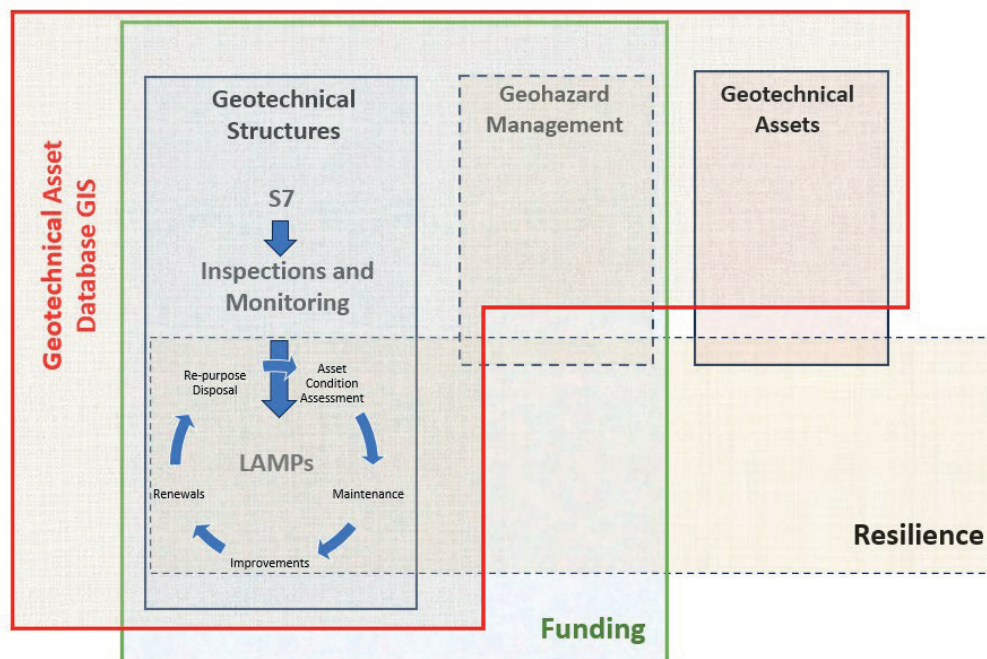 Geotechnical Asset
Database GIS
Geotechnical
Structures
S7
Inspections and
Monitoring
Re-purpose
Disposal
Asset
Condition
Assessment
LAMPs
Renewals
Maintenance
Improvements
Geohazard
Management
Geotechnical
Assets
Resilience
Funding